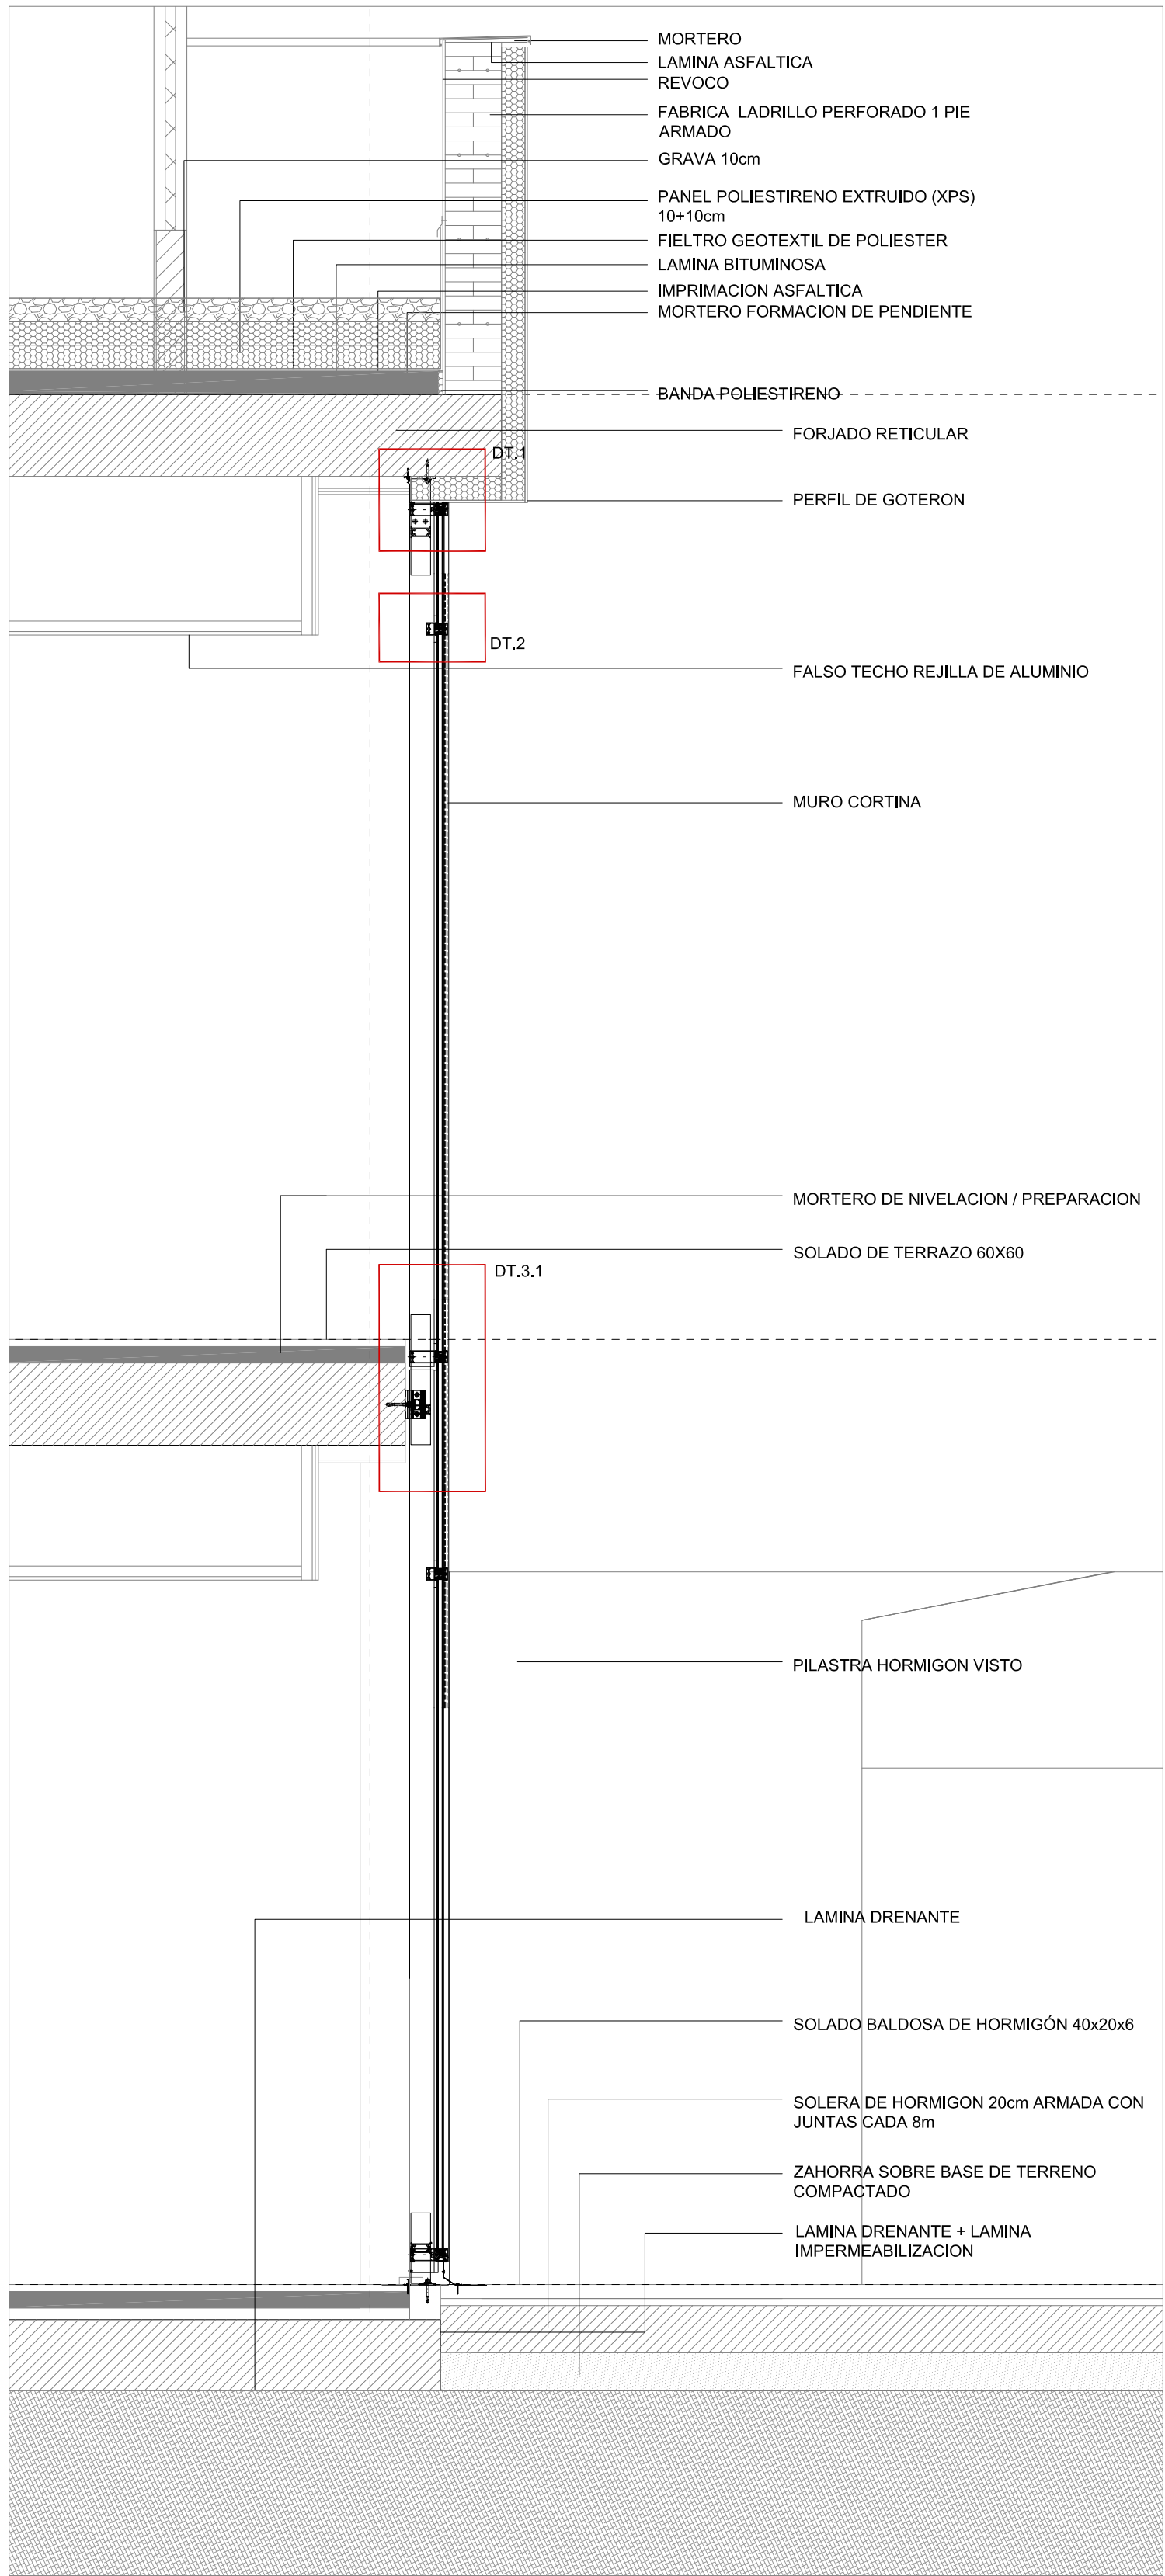 MORTERO
LAMINA ASFALTICA
REVOCO
FABRICA LADRILLO PERFORADO 1 PIE
ARMADO
GRAVA 10cm
PANEL POLIESTIRENO EXTRUIDO (XPS)
10+10cm
FIELTRO GEOTEXTIL DE POLIESTER
LAMINA BITUMINOSA
IMPRIMACION ASFALTICA
MORTERO FORMACION DE PENDIENTE
BANDA POLIESTIRENO
FORJADO RETICULAR
DT.1
PERFIL DE GOTERON
DT.2
FALSO TECHO REJILLA DE ALUMINIO
MURO CORTINA
MORTERO DE NIVELACION / PREPARACION
SOLADO DE TERRAZO 60X60
DT.3.1
PILASTRA HORMIGON VISTO
LAMINA DRENANTE
SOLADO BALDOSA DE HORMIGÓN 40x20x6
SOLERA DE HORMIGON 20cm ARMADA CON
JUNTAS CADA 8m
ZAHORRA SOBRE BASE DE TERRENO
COMPACTADO
LAMINA DRENANTE + LAMINA
IMPERMEABILIZACION